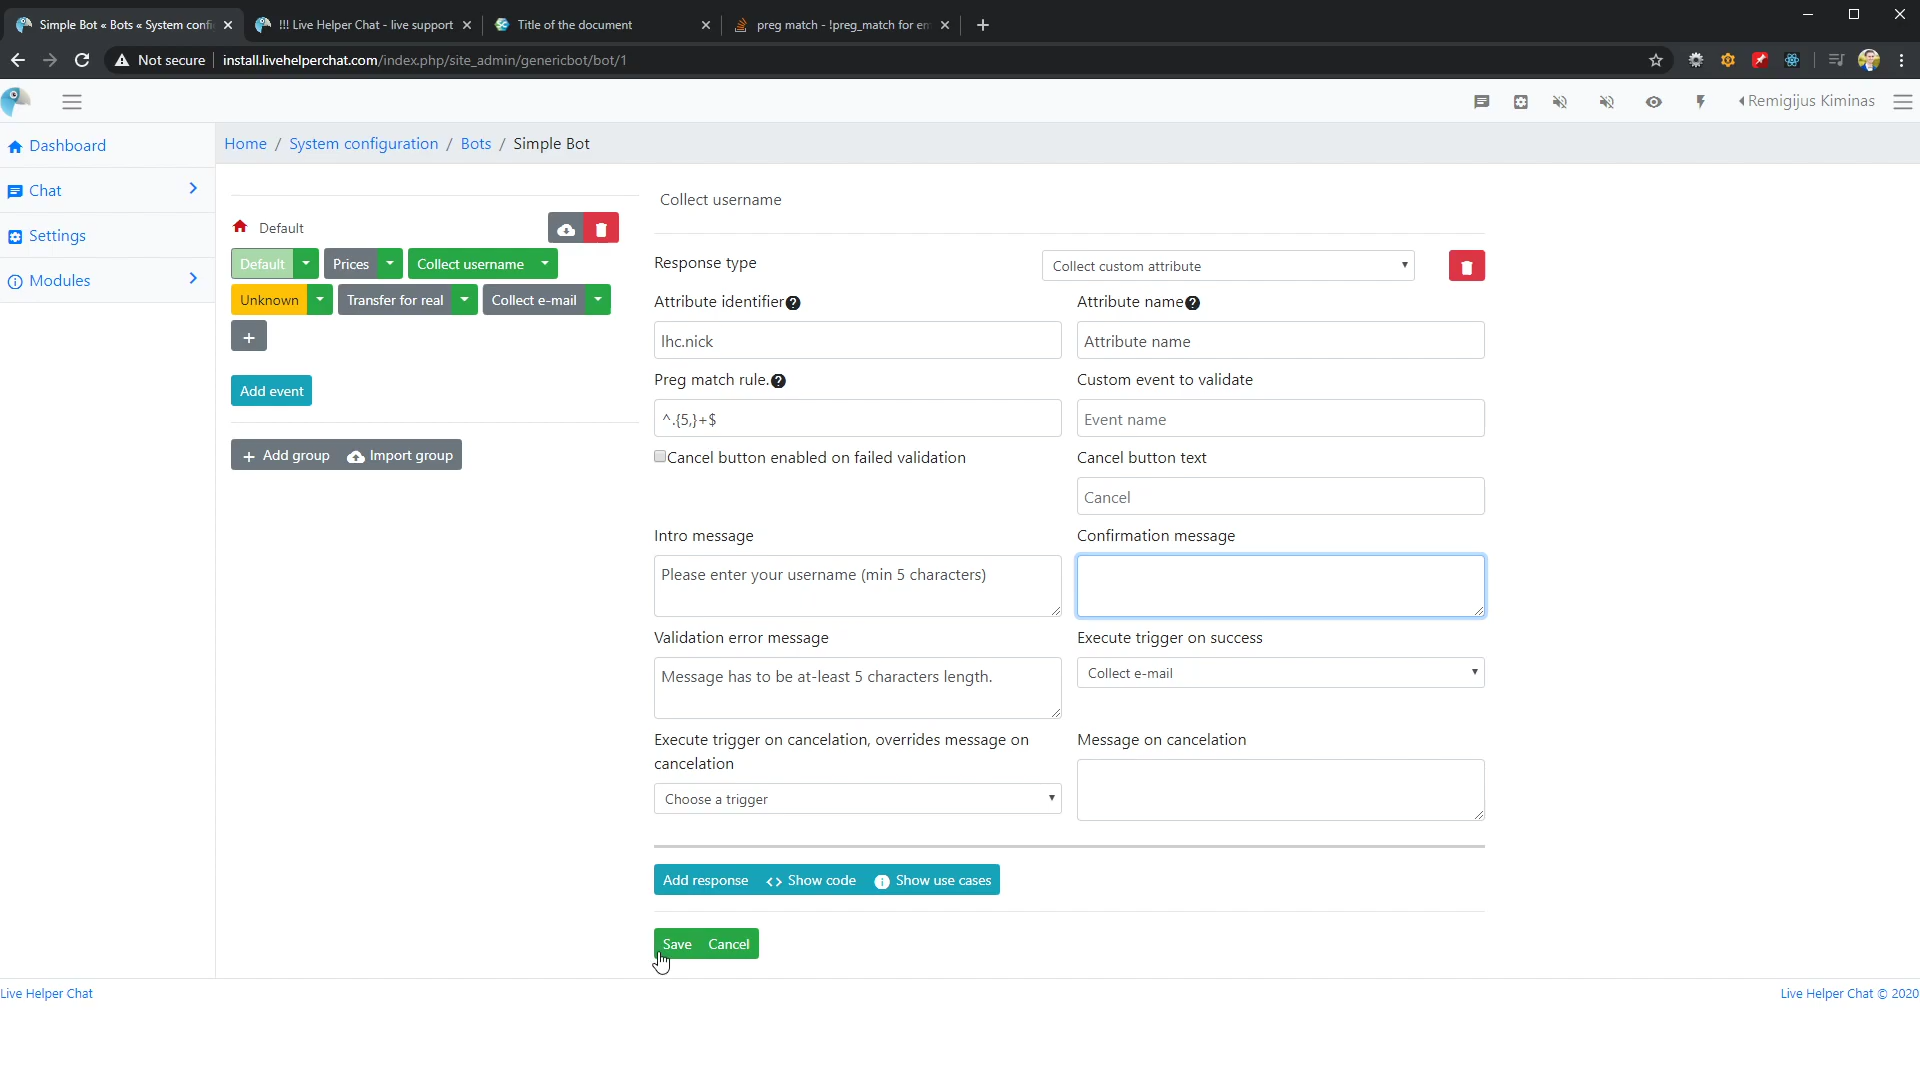 Simple Bot « Bots « System confi
!!! Live Helper Chat - live support
Title of the document
preg match - !preg_match for em
Not secure
install.livehelperchat.com/index.php/site_admin/genericbot/bot/1
Remigijus Kiminas
Dashboard
Chat
Settings
Modules
Home / System configuration / Bots / Simple Bot
Default
Default
Prices
Collect username
Unknown
Transfer for real
Collect e-mail
+
Add event
+ Add group
Import group
Collect username
Response type
Collect custom attribute
Attribute identifier
Attribute name
lhc.nick
Attribute name
Preg match rule.
Custom event to validate
^.{5,}+$
Event name
Cancel button enabled on failed validation
Cancel button text
Cancel
Intro message
Confirmation message
Please enter your username (min 5 characters)
Validation error message
Execute trigger on success
Message has to be at-least 5 characters length.
Collect e-mail
Execute trigger on cancelation, overrides message on
cancelation
Message on cancelation
Choose a trigger
Add response
<> Show code
Show use cases
Save
Cancel
Live Helper Chat
Live Helper Chat © 2020